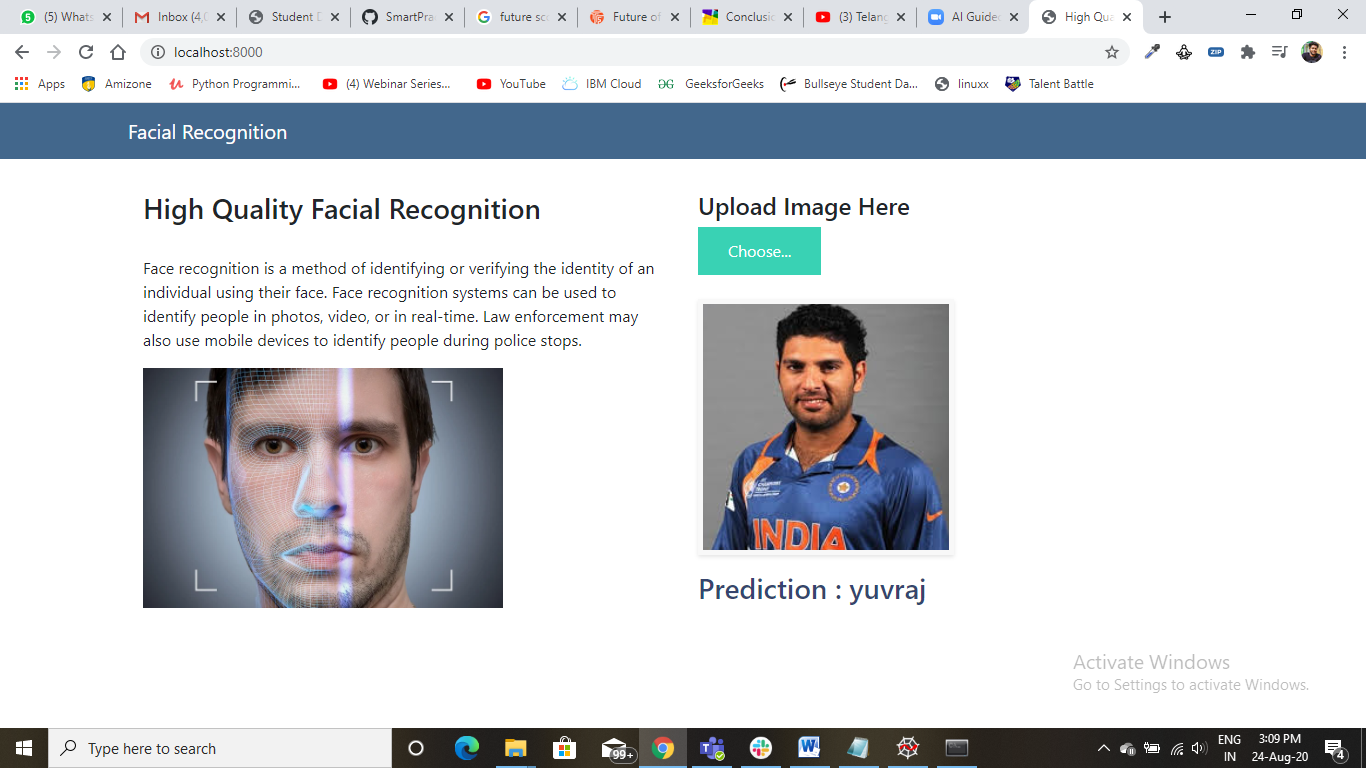 (5) Whats
Inbox (4,0
Student D
SmartPra
future sc
Future of
Conclusio
(3) Telan
AI Guided
High Qua
localhost:8000
ZIP
Apps
Amizone
Python Programmi...
(4) Webinar Series...
YouTube
IBM Cloud
GeeksforGeeks
Bullseye Student Da...
linuxx
Talent Battle
Facial Recognition
High Quality Facial Recognition
Face recognition is a method of identifying or verifying the identity of an
individual using their face. Face recognition systems can be used to
identify people in photos, video, or in real-time. Law enforcement may
also use mobile devices to identify people during police stops.
Upload Image Here
Choose...
INDIA
Prediction : yuvraj
Activate Windows
Go to Settings to activate Windows.
Type here to search
99+
ENG
IN
3:09 PM
24-Aug-20
4